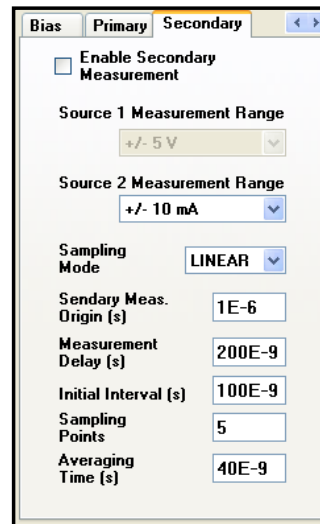 Bias Primary Secondary
Enable Secondary
Measurement
Source 1 Measurement Range
+/- 5 V
Source 2 Measurement Range
+/- 10 mA
Sampling
Mode
LINEAR
Sendary Meas.
Origin (s)
1E-6
Measurement
Delay (s)
200E-9
Initial Interval (s)
100E-9
Sampling
Points
5
Averaging
Time (s)
40E-9